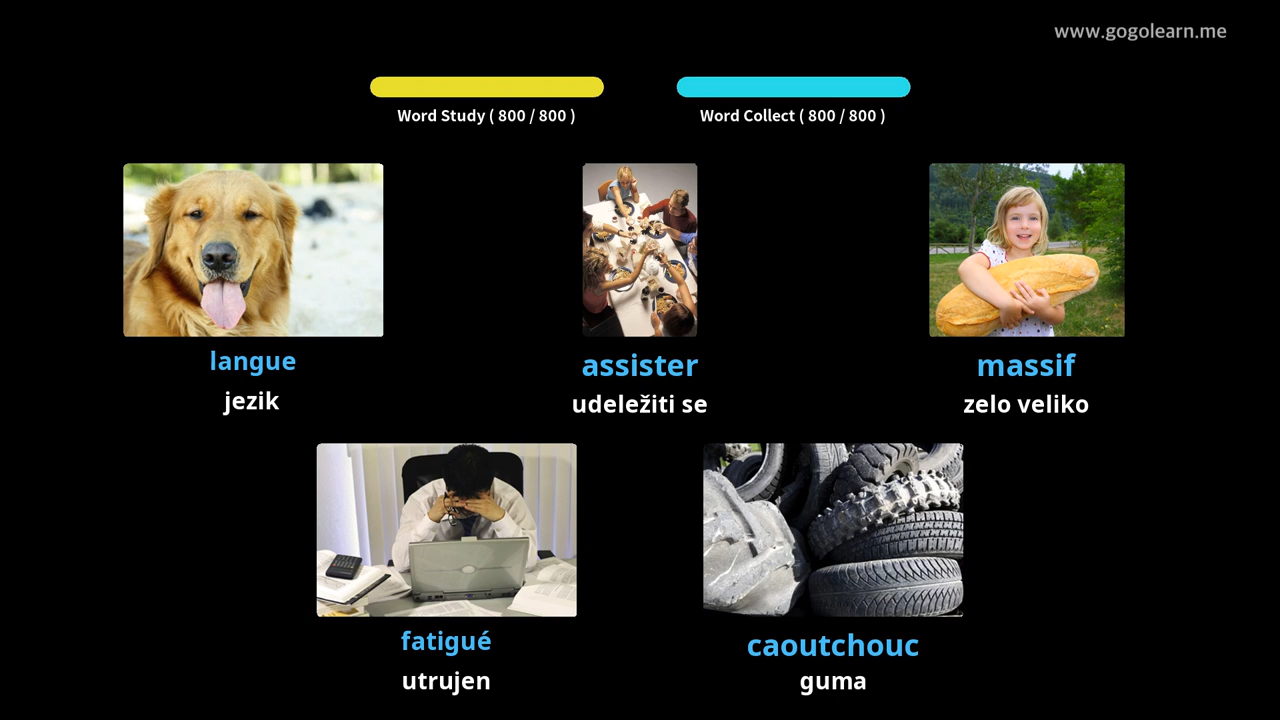 www.gogolearn.me
Word Study ( 800 / 800 )
Word Collect ( 800 / 800 )
langue
jezik
assister
udeležiti se
massif
zelo veliko
fatigué
utrujen
caoutchouc
guma